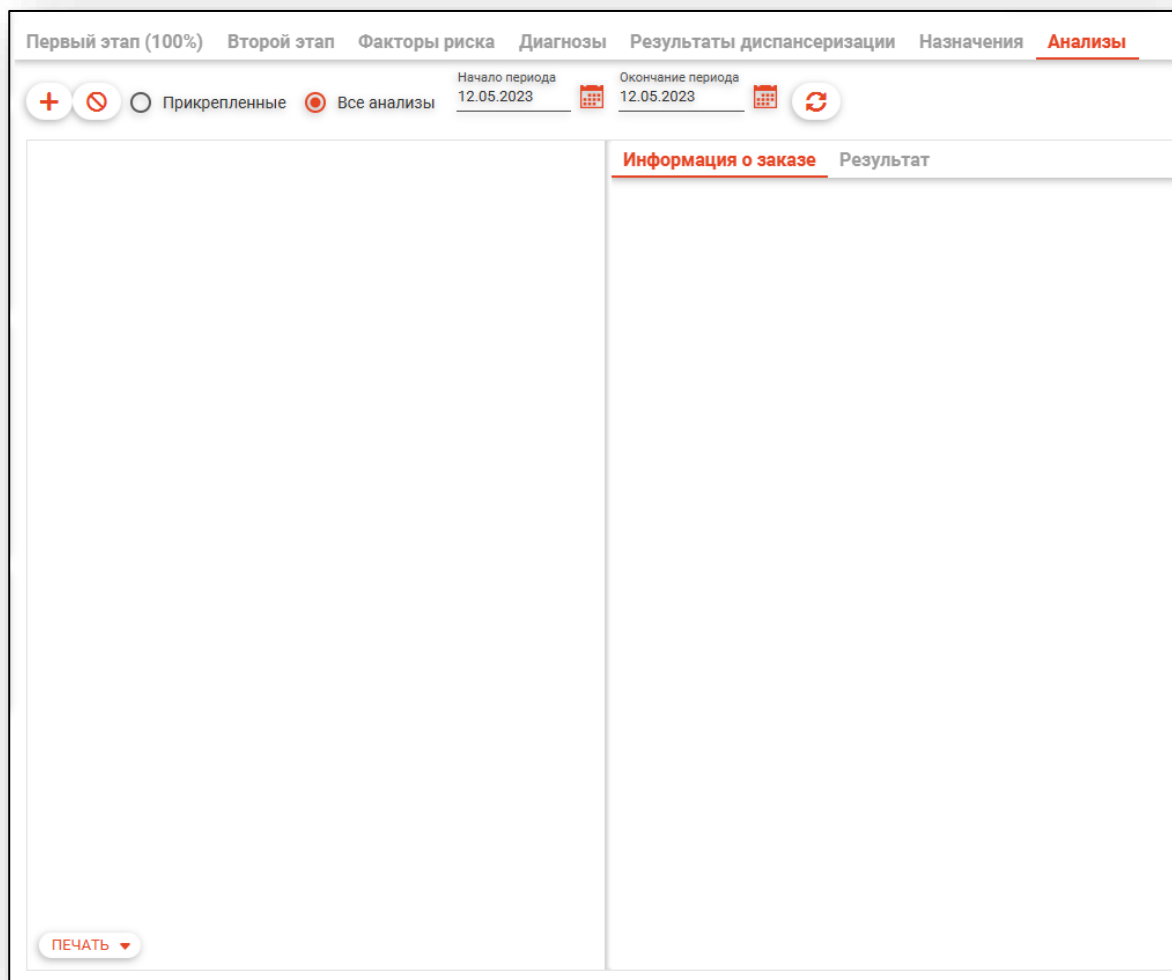 Первый этап (100%) Второй этап Факторы риска Диагнозы Результаты диспансеризации Назначения Анализы
Начало периода Окончание периода
Прикрепленные Все анализы 12.05.2023 12.05.2023
Информация о заказе Результат
ПЕЧАТЬ